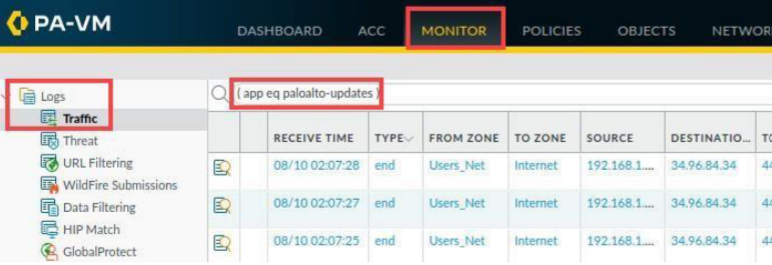 PA-VM
DASHBOARD ACC MONITOR POLICIES OBJECTS NETWOR
Logs
Traffic
Threat
URL Filtering
WildFire Submissions
Data Filtering
HIP Match
GlobalProtect
( app eq paloalto-updates )
RECEIVE TIME TYPE FROM ZONE TO ZONE SOURCE DESTINATIO...
08/10 02:07:28 end Users_Net Internet 192.168.1.... 34.96.84.34 44
08/10 02:07:27 end Users_Net Internet 192.168.1.... 34.96.84.34 44
08/10 02:07:25 end Users_Net Internet 192.168.1.... 34.96.84.34 44